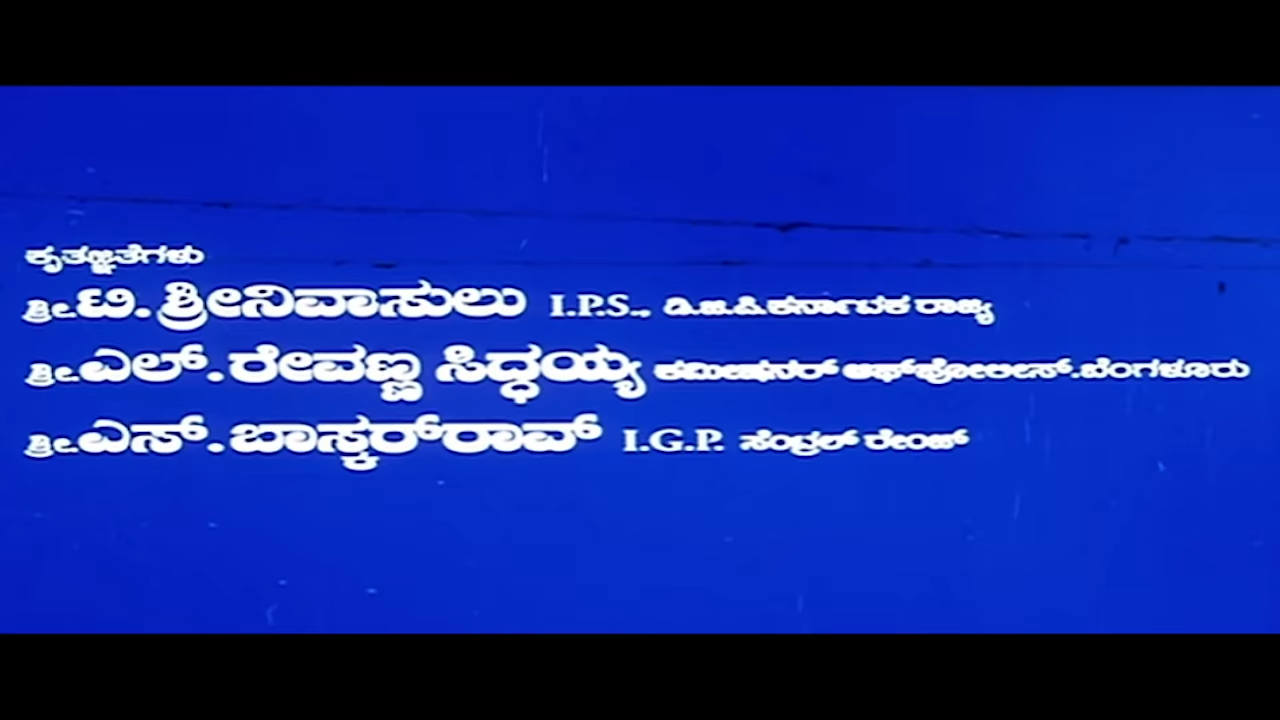 ಕೃತಜ್ಞತೆಗಳು
ಶ್ರೀ.ಟಿ. ಶ್ರೀನಿವಾಸುಲು I.P.S., ಡಿ.ಜಿ.ಪಿ.ಕರ್ನಾಟಕ ರಾಜ್ಯ
ಶ್ರೀ.ಎಲ್. ರೇವಣ್ಣ ಸಿದ್ಧಯ್ಯ ಕಮೀಷನರ್ ಆಫ್‌ಪೋಲೀಸ್.ಬೆಂಗಳೂರು
ಶ್ರೀ.ಎಸ್. ಬಾಸ್ಕರ್‌ರಾವ್ I.G.P. ಸೆಂಟ್ರಲ್ ರೇಂಜ್